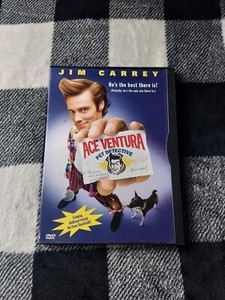 JIM CARREY
He's the best there is!
(Actually, he's the only one there is.)
ACE VENTURA
PET DETECTIVE
DVD